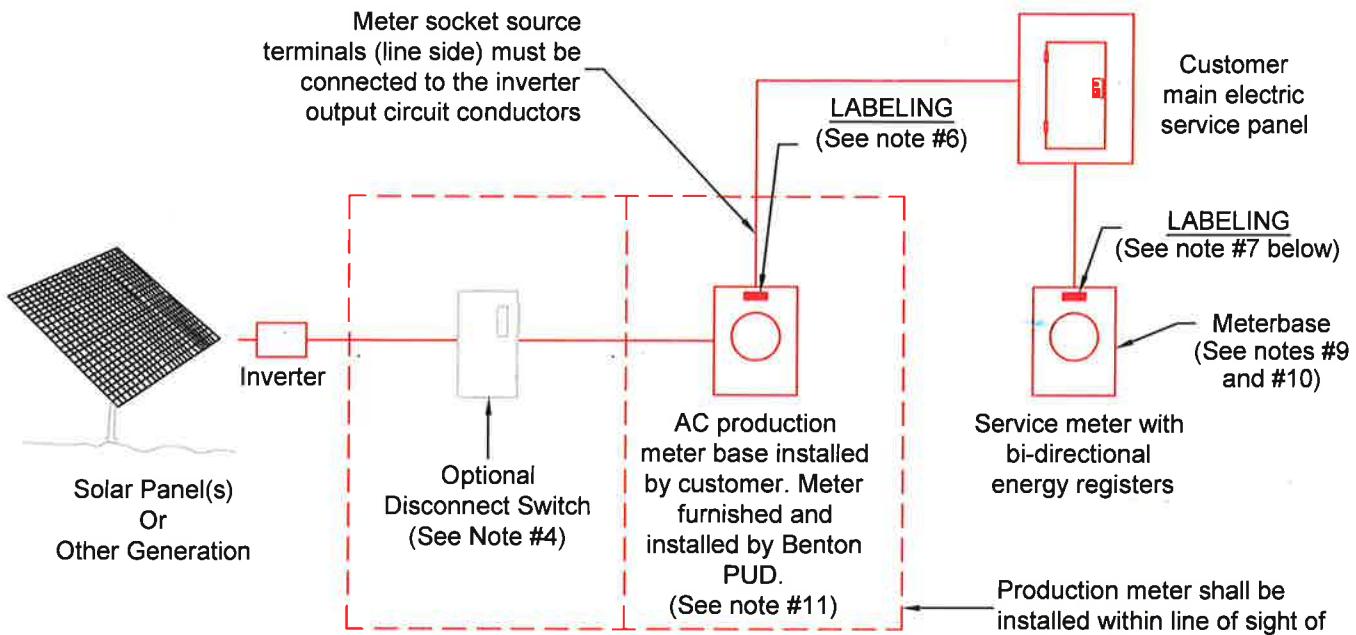 Meter socket source
terminals (line side) must be
connected to the inverter
output circuit conductors
LABELING
(See note #6)
Customer
main electric
service panel
LABELING
(See note #7 below)
Meterbase
(See notes #9
and #10)
Inverter
Solar Panel(s)
Or
Other Generation
Optional
Disconnect Switch
(See Note #4)
AC production
meter base installed
by customer. Meter
furnished and
installed by Benton
PUD.
(See note #11)
Service meter with
bi-directional
energy registers
Production meter shall be
installed within line of sight of